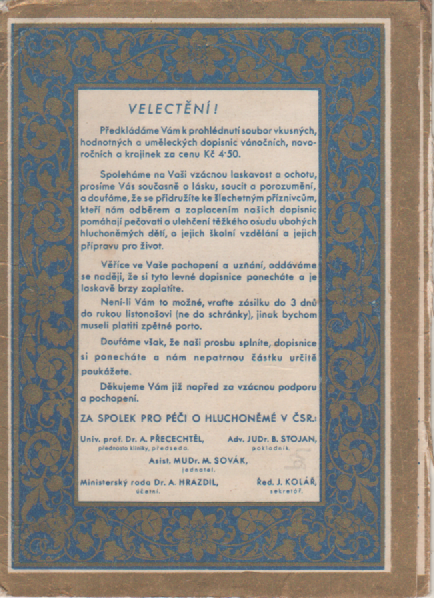 VELECTĚNÍ!
Předkládáme Vám k prohlédnutí soubor vkusných,
hodnotných a uměleckých dopisnic vánočních, novo-
ročních a krajinek za cenu Kč 4·50.
Spoleháme na Vaši vzácnou laskavost a ochotu,
prosíme Vás současně o lásku, soucit a porozumění,
a doufáme, že se přidružíte ke šlechetným příznivcům,
kteří nám odběrem a zaplacením našich dopisnic
pomáhají pečovati o ulehčení těžkého osudu ubohých
hluchoněmých dětí, a jejich školní vzdělání a jejich
přípravu pro život.
Věříce ve Vaše pochopení a uznání, oddáváme
se naději, že si tyto levné dopisnice ponecháte a je
laskavě brzy zaplatíte.
Není-li Vám to možné, vraťte zásilku do 3 dnů
do rukou listonošovi (ne do schránky), jinak bychom
museli platiti zpětné porto.
Doufáme však, že naši prosbu splníte, dopisnice
si ponecháte a nám nepatrnou částku určitě
poukážete.
Děkujeme Vám již napřed za vzácnou podporu
a pochopení.
ZA SPOLEK PRO PÉČI O HLUCHONĚMÉ V ČSR.:
Univ. prof. Dr. A. PŘECECHTĚL, Adv. JUDr. B. STOJAN,
přednosta kliniky, předseda. pokladník.
Asist. MUDr. M. SOVÁK,
jednatel.
Ministerský rada Dr. A. HRAZDIL, Řed. J. KOLÁŘ,
účetní. sekretář.